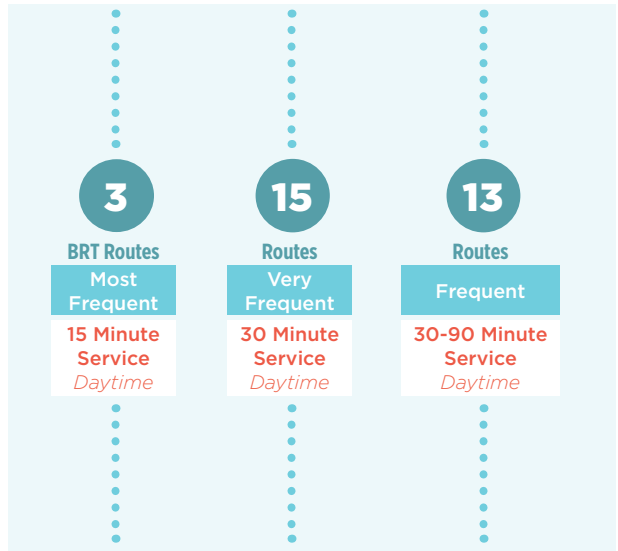 3
BRT Routes
Most
Frequent
15 Minute
Service
Daytime
15
Routes
Very
Frequent
30 Minute
Service
Daytime
13
Routes
Frequent
30-90 Minute
Service
Daytime